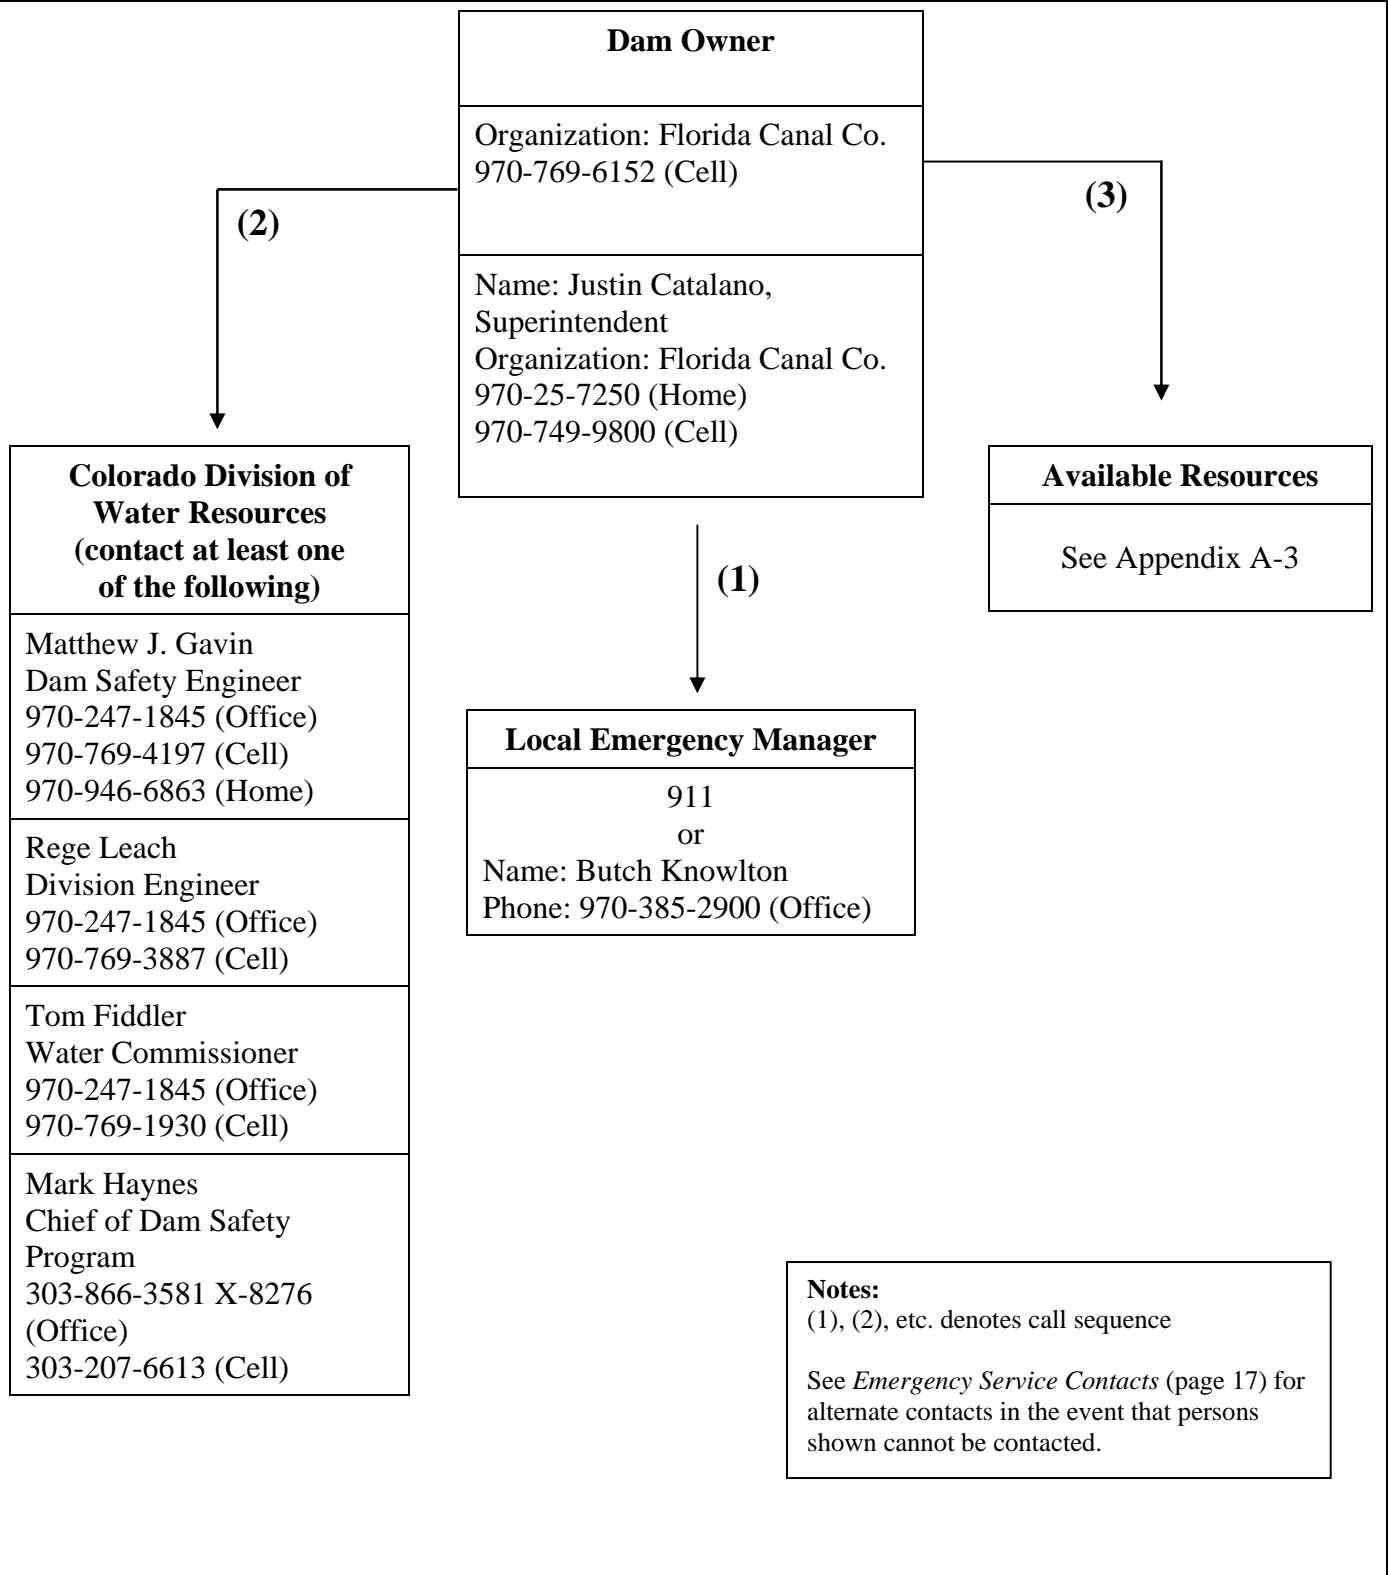 Dam Owner
Organization: Florida Canal Co.
970-769-6152 (Cell)
Name: Justin Catalano,
Superintendent
Organization: Florida Canal Co.
970-25-7250 (Home)
970-749-9800 (Cell)
(2)
(3)
(1)
Colorado Division of
Water Resources
(contact at least one
of the following)
Matthew J. Gavin
Dam Safety Engineer
970-247-1845 (Office)
970-769-4197 (Cell)
970-946-6863 (Home)
Rege Leach
Division Engineer
970-247-1845 (Office)
970-769-3887 (Cell)
Tom Fiddler
Water Commissioner
970-247-1845 (Office)
970-769-1930 (Cell)
Mark Haynes
Chief of Dam Safety
Program
303-866-3581 X-8276
(Office)
303-207-6613 (Cell)
Local Emergency Manager
911
or
Name: Butch Knowlton
Phone: 970-385-2900 (Office)
Available Resources
See Appendix A-3
Notes:
(1), (2), etc. denotes call sequence
See Emergency Service Contacts (page 17) for
alternate contacts in the event that persons
shown cannot be contacted.